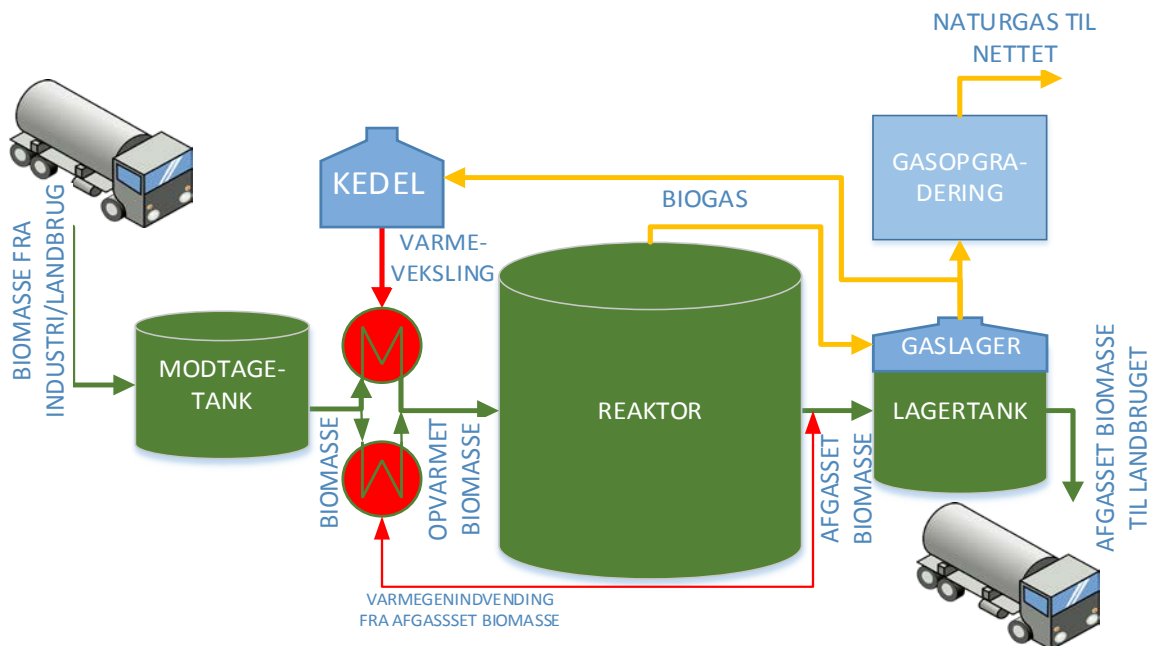 NATURGAS TIL
NETTET
GASOPGRA-
DERING
KEDEL
BIOGAS
VARME-
VEKSLING
BIOMASSE FRA
INDUSTRI/LANDBRUG
MODTAGE-
TANK
BIOMASSE
OPVARMET
BIOMASSE
REAKTOR
AFGASSET
BIOMASSE
GASLAGER
LAGERTANK
AFGASSET BIOMASSE
TIL LANDBRUGET
VARMEGENINDVENDING
FRA AFGASSSET BIOMASSE